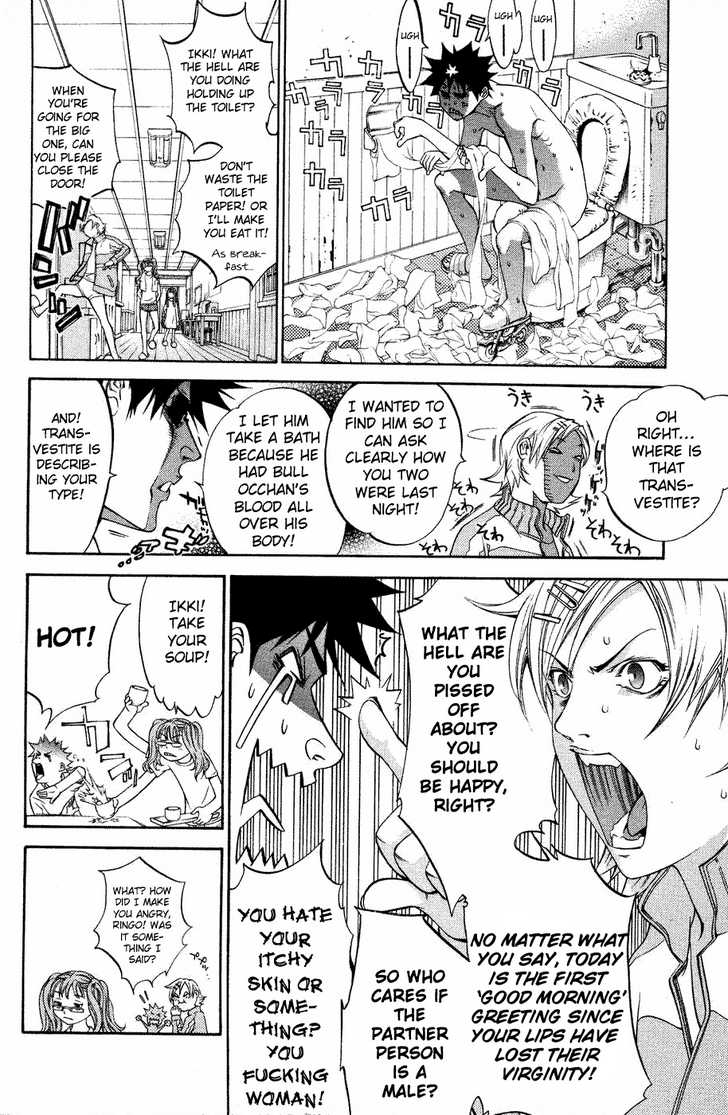 UGH
UGH
UGH
カラ
カラ
カラ
カラ
カラ
IKKI! WHAT
THE HELL ARE
YOU DOING
HOLDING UP
THE TOILET?
DON'T
WASTE THE
TOILET
PAPER! OR
I'LL MAKE
YOU EAT IT!
As break-
fast...
WHEN
YOU'RE
GOING FOR
THE BIG
ONE, CAN
YOU PLEASE
CLOSE THE
DOOR!
OH
RIGHT...
WHERE IS
THAT
TRANS-
VESTITE?
うき
うき
そわ
そわ
そわ
そわ
I WANTED TO
FIND HIM SO I
CAN ASK
CLEARLY HOW
YOU TWO
WERE LAST
NIGHT!
I LET HIM
TAKE A BATH
BECAUSE HE
HAD BULL
OCCHAN'S
BLOOD ALL
OVER HIS
BODY!
AND!
TRANS-
VESTITE IS
DESCRIB-
ING YOUR
TYPE!
WHAT THE
HELL ARE
YOU
PISSED
OFF
ABOUT?
YOU
SHOULD
BE HAPPY,
RIGHT?
NO MATTER WHAT
YOU SAY, TODAY
IS THE FIRST
'GOOD MORNING'
GREETING SINCE
YOUR LIPS HAVE
LOST THEIR
VIRGINITY!
SO WHO
CARES IF
THE
PARTNER
PERSON
IS A
MALE?
YOU HATE
YOUR
ITCHY
SKIN OR
SOME-
THING?
YOU
FUCKING
WOMAN!
IKKI!
TAKE
YOUR
SOUP!
HOT!
WHAT? HOW
DID I MAKE
YOU ANGRY,
RINGO! WAS
IT SOME-
THING I
SAID?